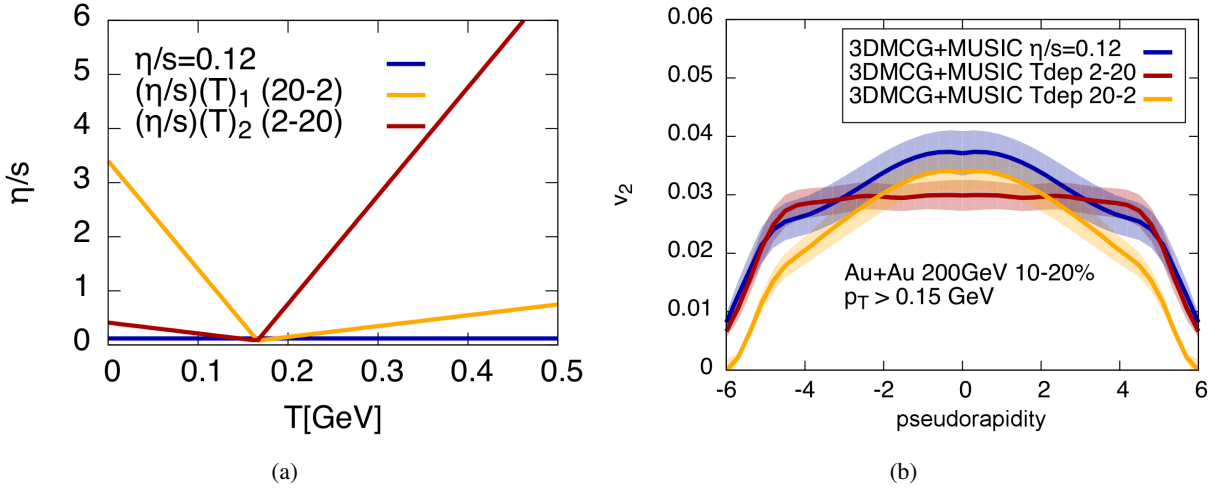 6
5
4
3
2
1
0
η/s
η/s=0.12
(η/s)(T)₁ (20-2)
(η/s)(T)₂ (2-20)
0 0.1 0.2 0.3 0.4 0.5
T[GeV]
(a)
0.06
0.05
0.04
0.03
0.02
0.01
0
v₂
3DMCG+MUSIC η/s=0.12
3DMCG+MUSIC Tdep 2-20
3DMCG+MUSIC Tdep 20-2
Au+Au 200GeV 10-20%
p_T > 0.15 GeV
-6 -4 -2 0 2 4 6
pseudorapidity
(b)